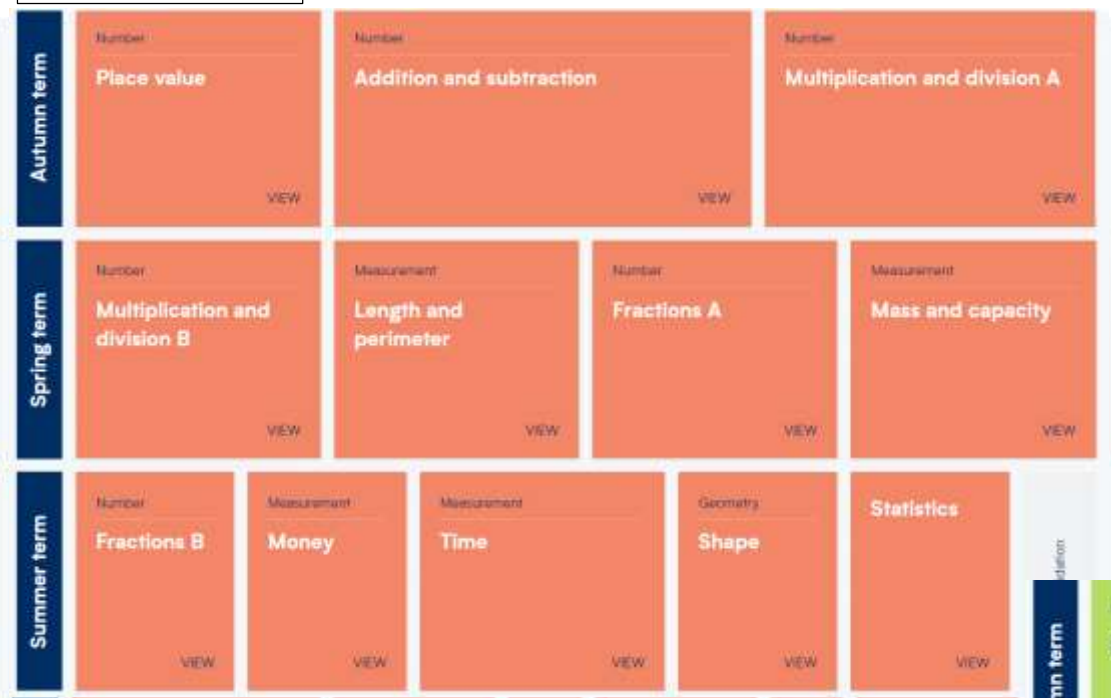 Autumn term
Number
Place value
VIEW
Number
Addition and subtraction
VIEW
Number
Multiplication and division A
VIEW
Spring term
Number
Multiplication and
division B
VIEW
Measurement
Length and
perimeter
VIEW
Number
Fractions A
VIEW
Measurement
Mass and capacity
VIEW
Summer term
Number
Fractions B
VIEW
Measurement
Money
VIEW
Measurement
Time
VIEW
Geometry
Shape
VIEW
Statistics
VIEW
dation
mn term